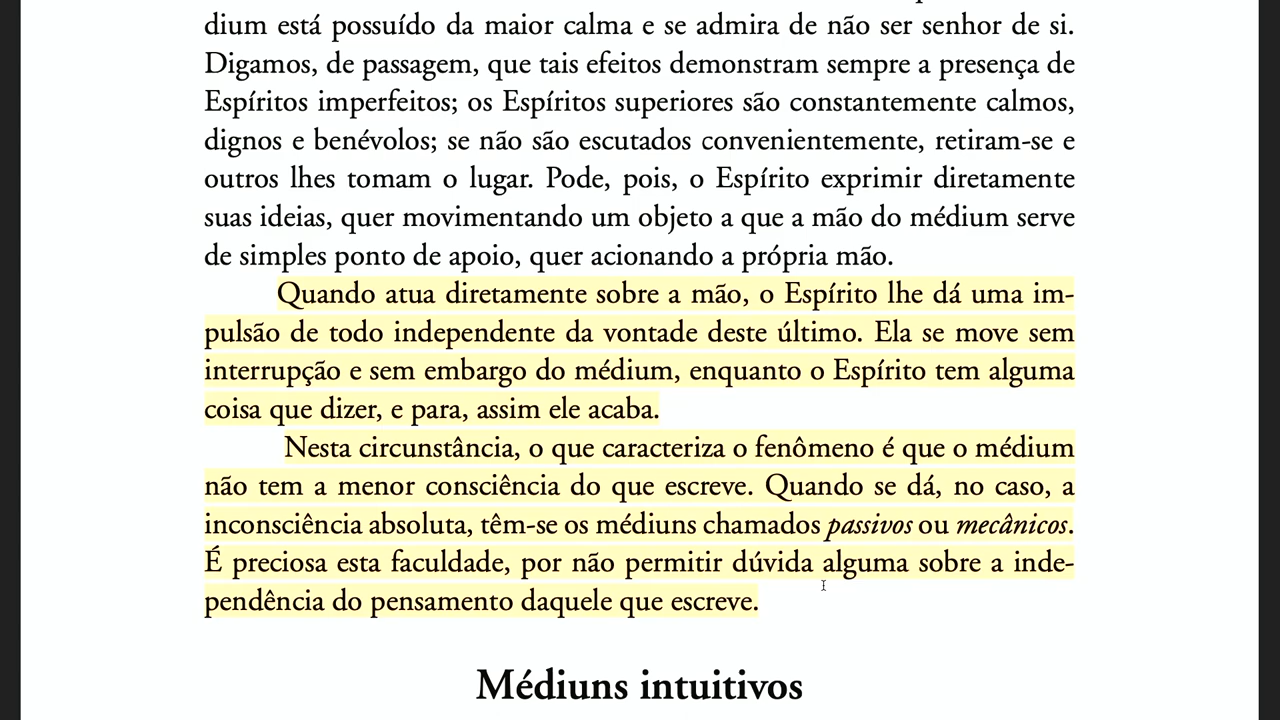 dium está possuído da maior calma e se admira de não ser senhor de si.
Digamos, de passagem, que tais efeitos demonstram sempre a presença de
Espíritos imperfeitos; os Espíritos superiores são constantemente calmos,
dignos e benévolos; se não são escutados convenientemente, retiram-se e
outros lhes tomam o lugar. Pode, pois, o Espírito exprimir diretamente
suas ideias, quer movimentando um objeto a que a mão do médium serve
de simples ponto de apoio, quer acionando a própria mão.
Quando atua diretamente sobre a mão, o Espírito lhe dá uma im-
pulsão de todo independente da vontade deste último. Ela se move sem
interrupção e sem embargo do médium, enquanto o Espírito tem alguma
coisa que dizer, e para, assim ele acaba.
Nesta circunstância, o que caracteriza o fenômeno é que o médium
não tem a menor consciência do que escreve. Quando se dá, no caso, a
inconsciência absoluta, têm-se os médiuns chamados passivos ou mecânicos.
É preciosa esta faculdade, por não permitir dúvida alguma sobre a inde-
pendência do pensamento daquele que escreve.
Médiuns intuitivos